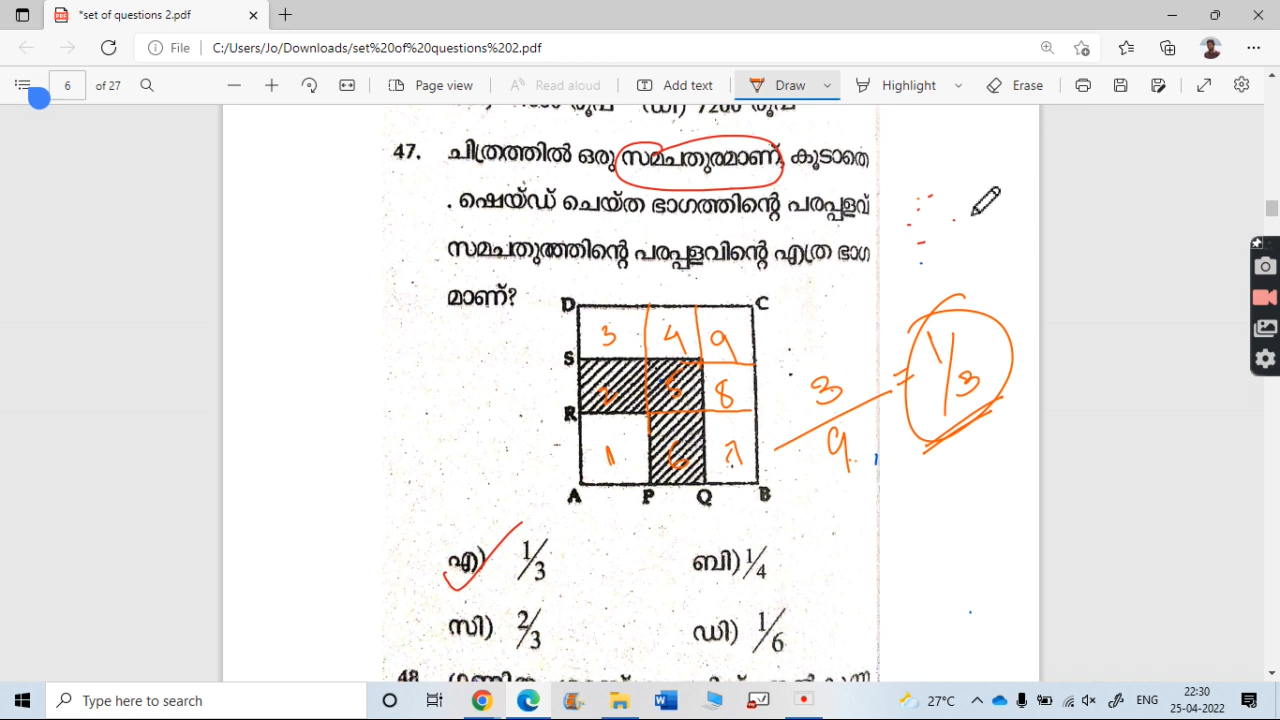 *set of questions 2.pdf
File C:/Users/Jo/Downloads/set%20of%20questions%202.pdf
6 of 27 Page view Read aloud Add text Draw Highlight Erase
രൂപ ഡി) 7200 രൂപ
47. ചിത്രത്തിൽ ഒരു സമചതുരമാണ്, കൂടാതെ
. ഷെയ്ഡ് ചെയ്ത ഭാഗത്തിന്റെ പരപ്പളവ്
സമചതുരത്തിന്റെ പരപ്പളവിന്റെ എത്ര ഭാഗ
മാണ്?
D C
3 4 9
S
2 5 8
R
1 6 7
A P Q B
3/9 = 1/3
എ) 1/3 ബി) 1/4
സി) 2/3 ഡി) 1/6
48
Type here to search
27°C ENG 22:30
25-04-2022